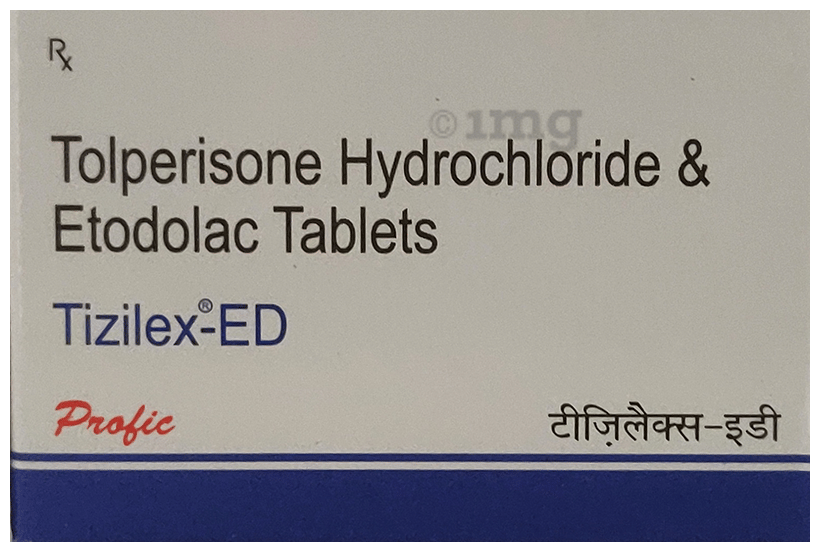 Rx
©1mg
Tolperisone Hydrochloride &
Etodolac Tablets
Tizilex®-ED
Profic
टीज़िलैक्स–इडी